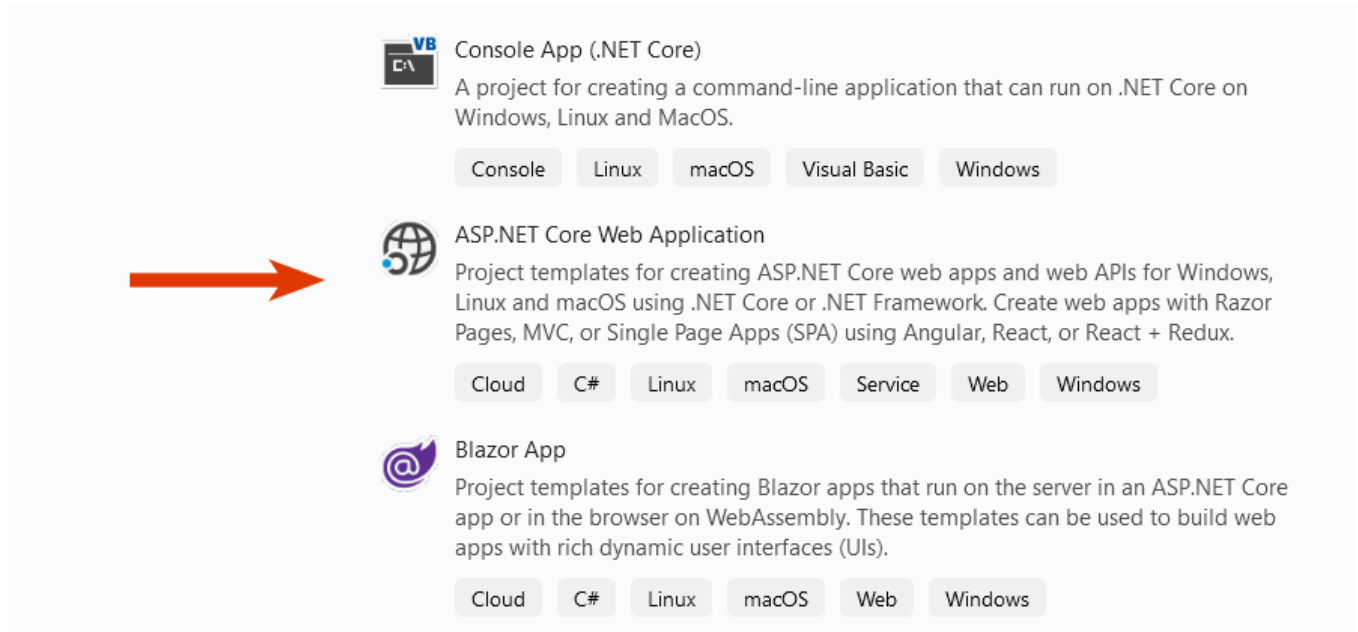 VB
C:\
Console App (.NET Core)
A project for creating a command-line application that can run on .NET Core on
Windows, Linux and MacOS.
Console Linux macOS Visual Basic Windows
ASP.NET Core Web Application
Project templates for creating ASP.NET Core web apps and web APIs for Windows,
Linux and macOS using .NET Core or .NET Framework. Create web apps with Razor
Pages, MVC, or Single Page Apps (SPA) using Angular, React, or React + Redux.
Cloud C# Linux macOS Service Web Windows
@
Blazor App
Project templates for creating Blazor apps that run on the server in an ASP.NET Core
app or in the browser on WebAssembly. These templates can be used to build web
apps with rich dynamic user interfaces (UIs).
Cloud C# Linux macOS Web Windows